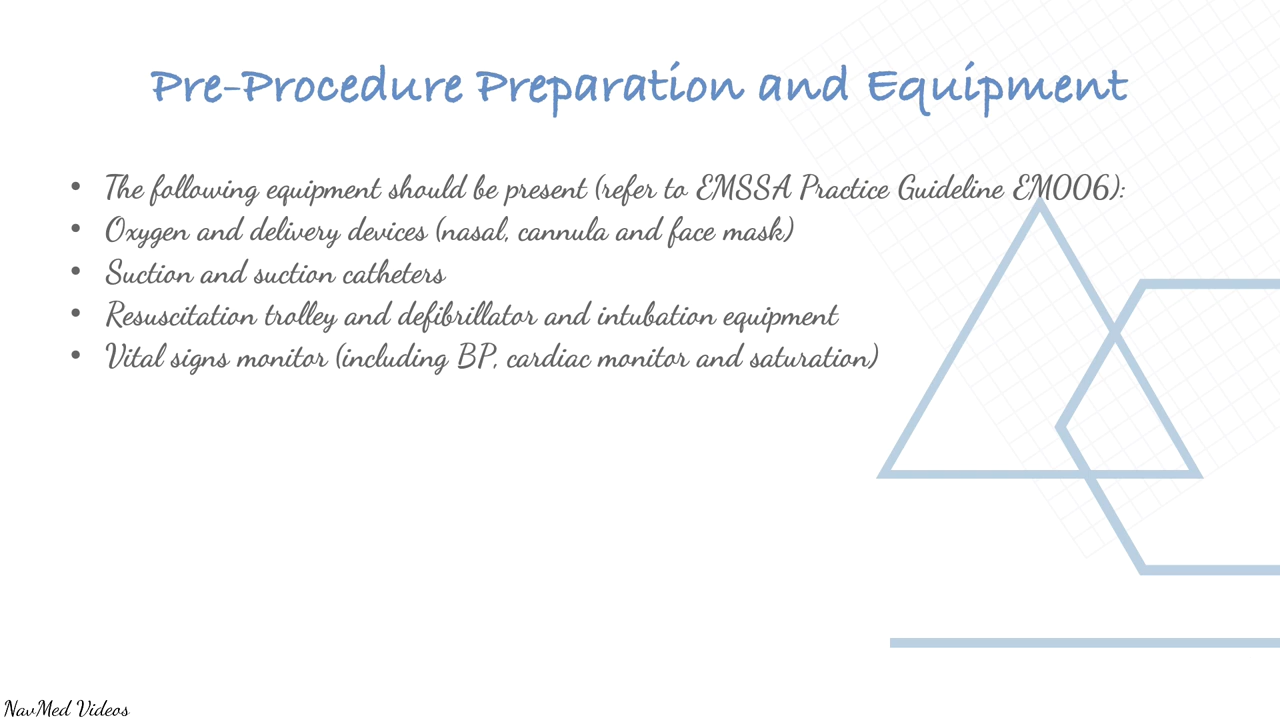 Pre-Procedure Preparation and Equipment
• The following equipment should be present (refer to EMSSA Practice Guideline EM006):
• Oxygen and delivery devices (nasal, cannula and face mask)
• Suction and suction catheters
• Resuscitation trolley and defibrillator and intubation equipment
• Vital signs monitor (including BP, cardiac monitor and saturation)
NavMed Videos